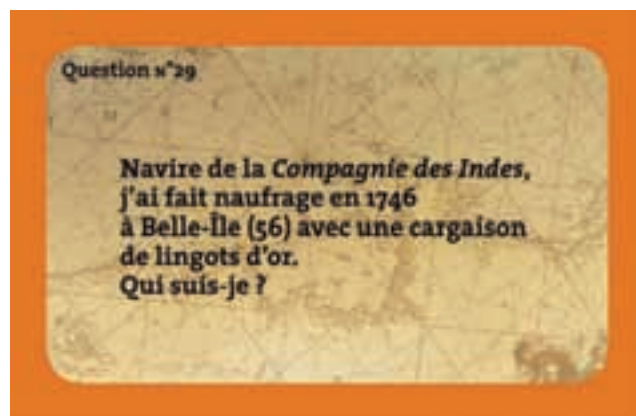 Question n°29
Navire de la Compagnie des Indes,
j'ai fait naufrage en 1746
à Belle-Île (56) avec une cargaison
de lingots d'or.
Qui suis-je ?